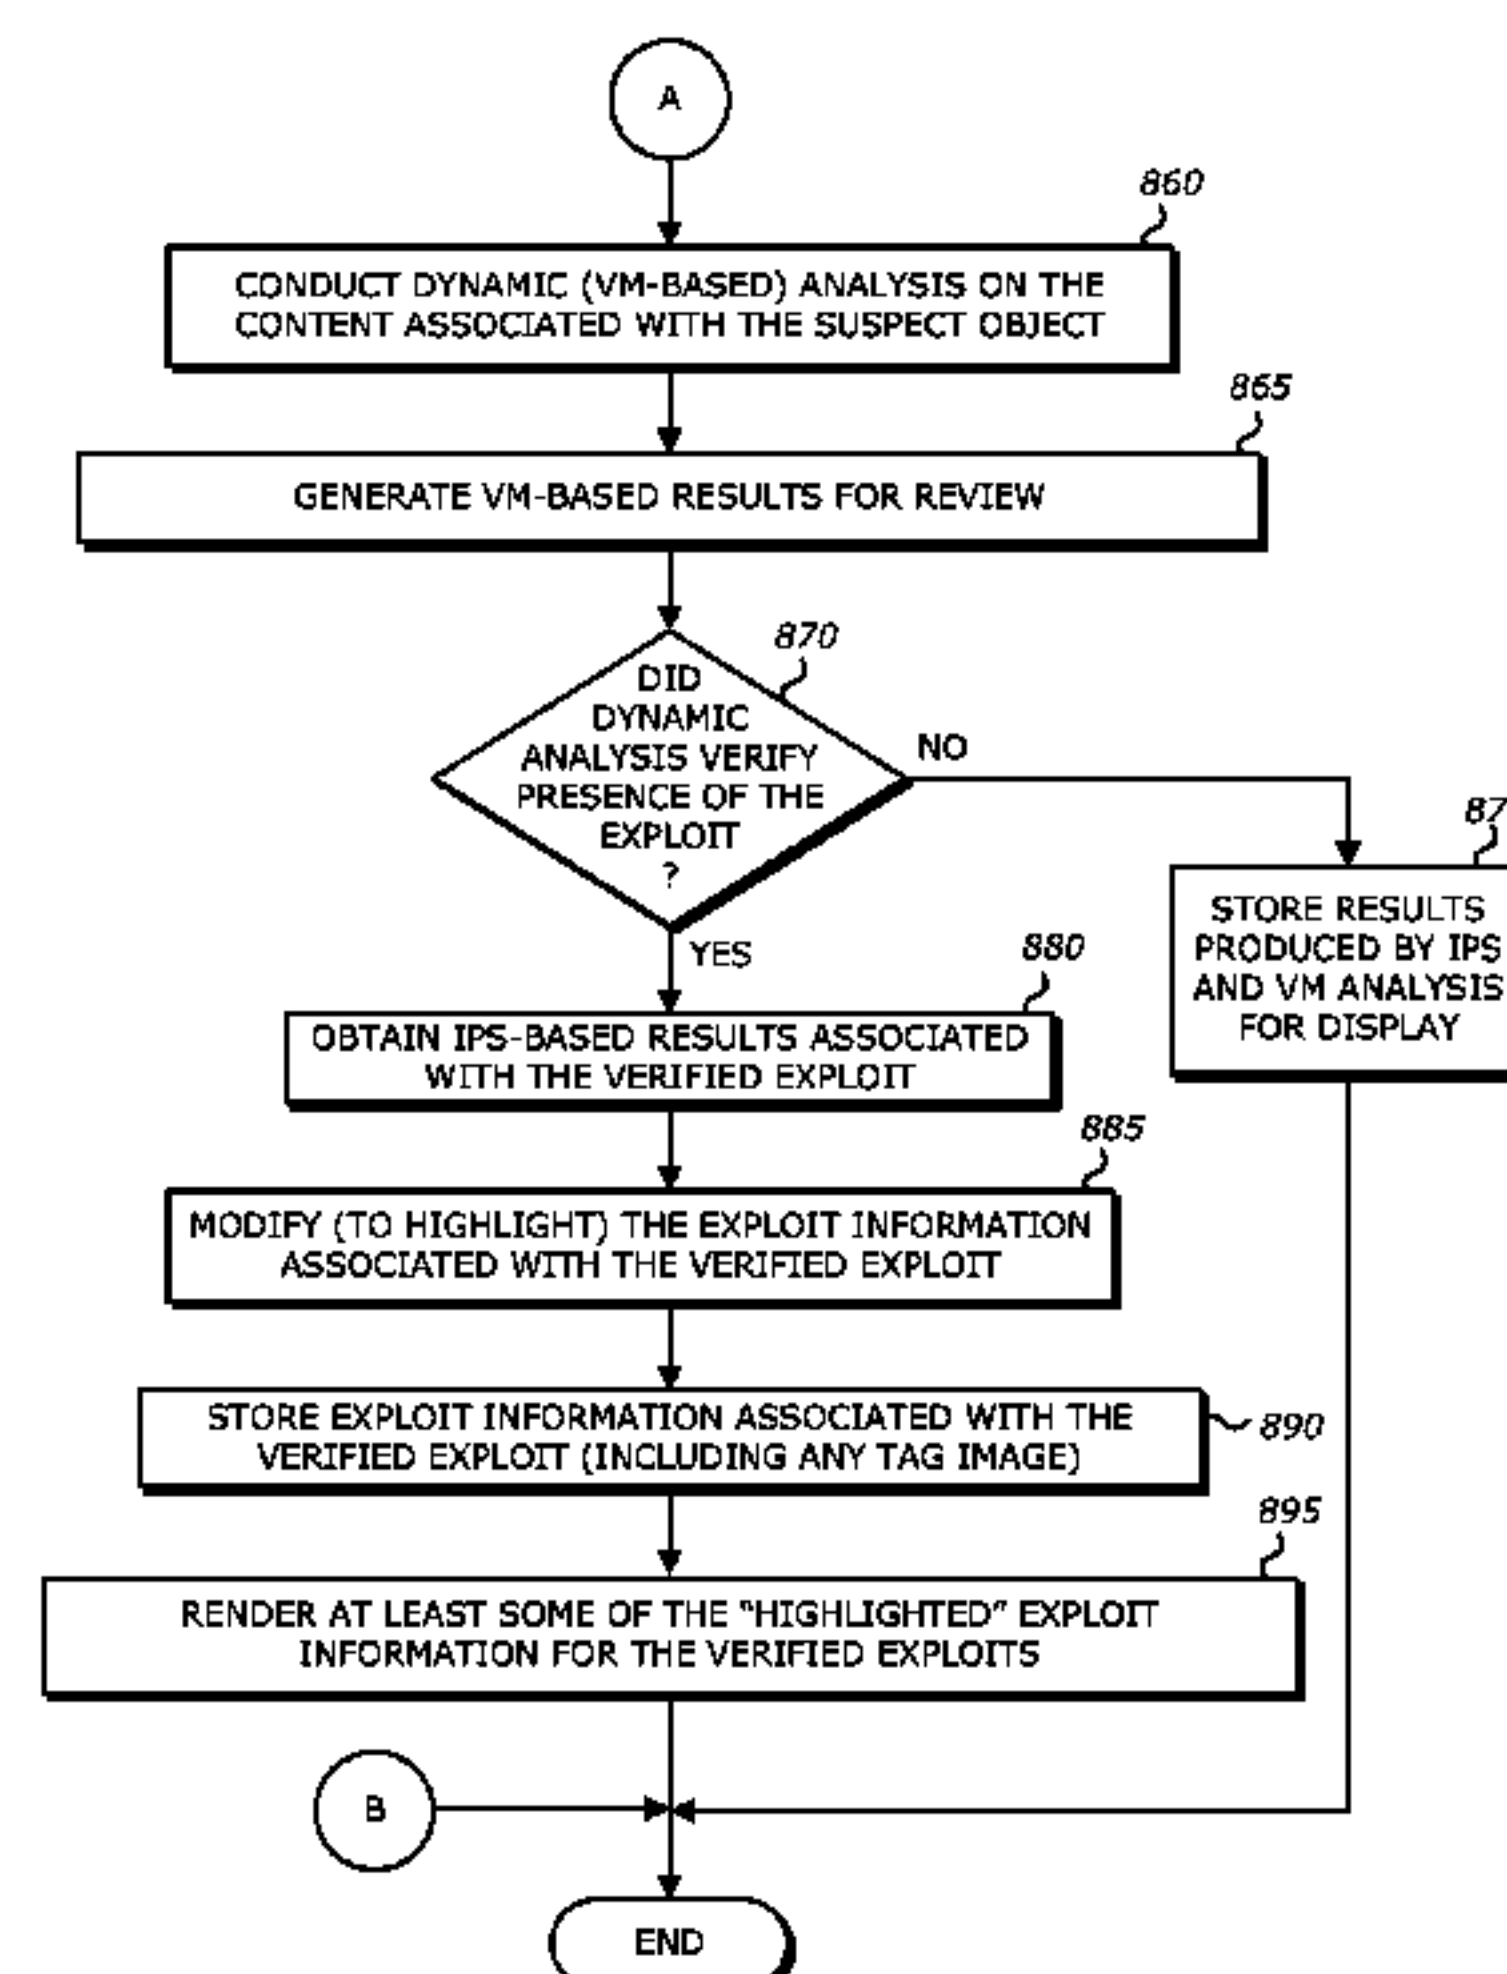 A
860
CONDUCT DYNAMIC (VM-BASED) ANALYSIS ON THE
CONTENT ASSOCIATED WITH THE SUSPECT OBJECT
865
GENERATE VM-BASED RESULTS FOR REVIEW
870
DID
DYNAMIC
ANALYSIS VERIFY
PRESENCE OF THE
EXPLOIT
?
NO
87
STORE RESULTS
PRODUCED BY IPS
AND VM ANALYSIS
FOR DISPLAY
YES
880
OBTAIN IPS-BASED RESULTS ASSOCIATED
WITH THE VERIFIED EXPLOIT
885
MODIFY (TO HIGHLIGHT) THE EXPLOIT INFORMATION
ASSOCIATED WITH THE VERIFIED EXPLOIT
STORE EXPLOIT INFORMATION ASSOCIATED WITH THE
VERIFIED EXPLOIT (INCLUDING ANY TAG IMAGE)
890
895
RENDER AT LEAST SOME OF THE "HIGHLIGHTED" EXPLOIT
INFORMATION FOR THE VERIFIED EXPLOITS
B
END